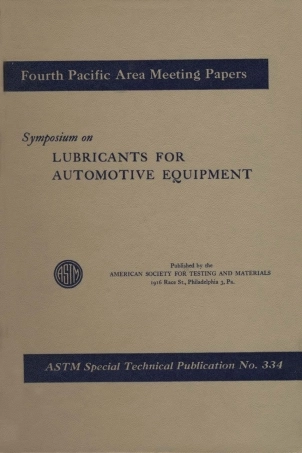 Fourth Pacific Area Meeting Papers
Symposium on
LUBRICANTS FOR
AUTOMOTIVE EQUIPMENT
ASTM
Published by the
AMERICAN SOCIETY FOR TESTING AND MATERIALS
1916 Race St., Philadelphia 3, Pa.
ASTM Special Technical Publication No. 334